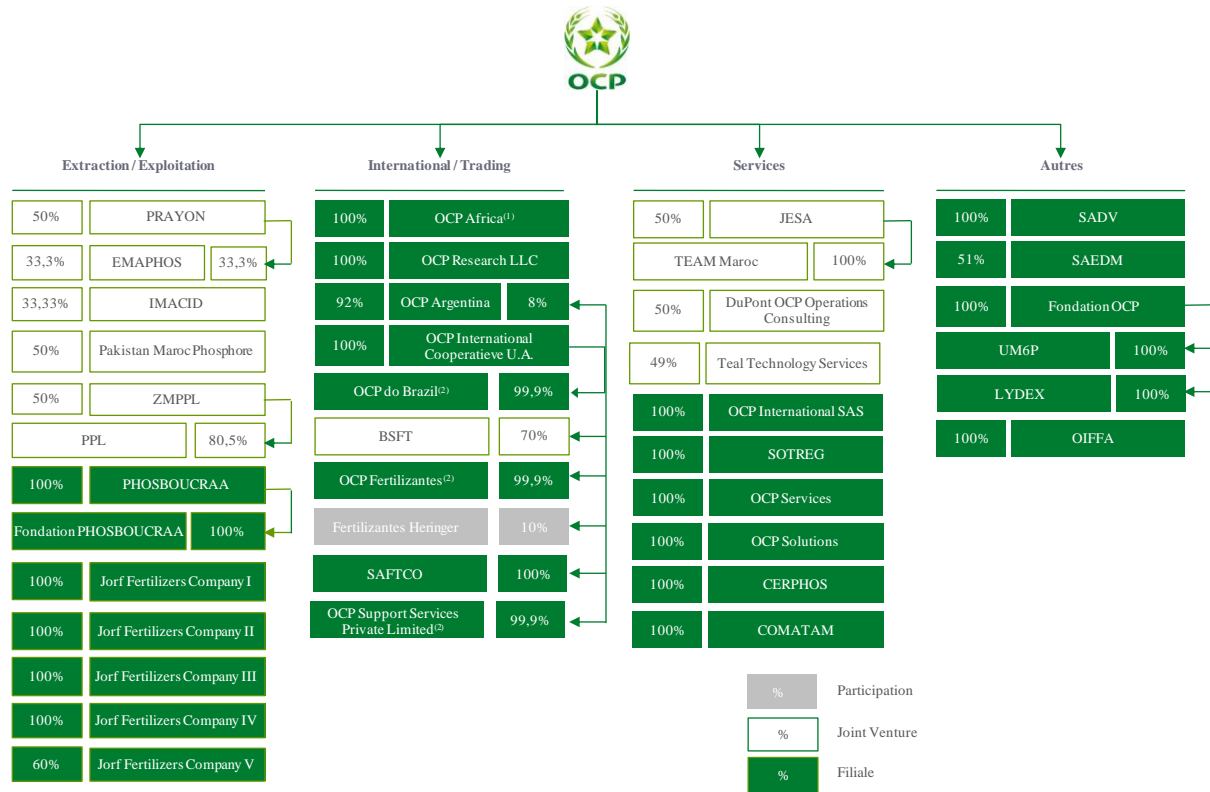 OCP
Extraction / Exploitation
50% PRAYON
33,3% EMAPHOS 33,3%
33,33% IMACID
50% Pakistan Maroc Phosphore
50% ZMPPL
PPL 80,5%
100% PHOSBOUCRAA
Fondation PHOSBOUCRAA 100%
100% Jorf Fertilizers Company I
100% Jorf Fertilizers Company II
100% Jorf Fertilizers Company III
100% Jorf Fertilizers Company IV
60% Jorf Fertilizers Company V
International / Trading
100% OCP Africa(1)
100% OCP Research LLC
92% OCP Argentina 8%
100% OCP International
Cooperatieve U.A.
OCP do Brazil(2) 99,9%
BSFT 70%
OCP Fertilizantes(2) 99,9%
Fertilizantes Heringer 10%
SAFTCO 100%
OCP Support Services
Private Limited(2) 99,9%
Services
50% JESA
TEAM Maroc 100%
50% DuPont OCP Operations
Consulting
49% Teal Technology Services
100% OCP International SAS
100% SOTREG
100% OCP Services
100% OCP Solutions
100% CERPHOS
100% COMATAM
Autres
100% SADV
51% SAEDM
100% Fondation OCP
UM6P 100%
LYDEX 100%
100% OIFFA
% Participation
% Joint Venture
% Filiale